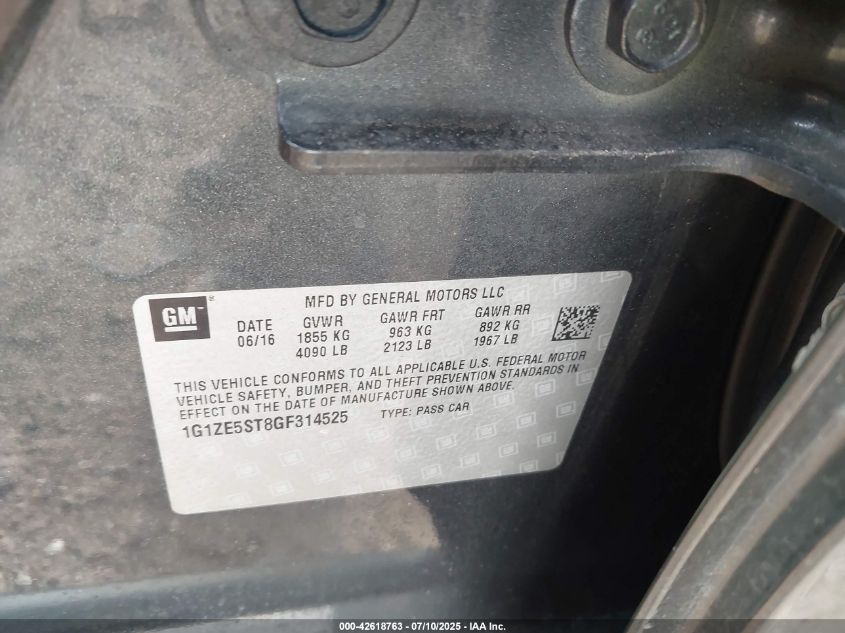 GM
MFD BY GENERAL MOTORS LLC
DATE GVWR GAWR FRT GAWR RR
06/16 1855 KG 963 KG 892 KG
4090 LB 2123 LB 1967 LB
THIS VEHICLE CONFORMS TO ALL APPLICABLE U.S. FEDERAL MOTOR
VEHICLE SAFETY, BUMPER, AND THEFT PREVENTION STANDARDS IN
EFFECT ON THE DATE OF MANUFACTURE SHOWN ABOVE.
1G1ZE5ST8GF314525 TYPE: PASS CAR
000-42618763 - 07/10/2025 - IAA Inc.